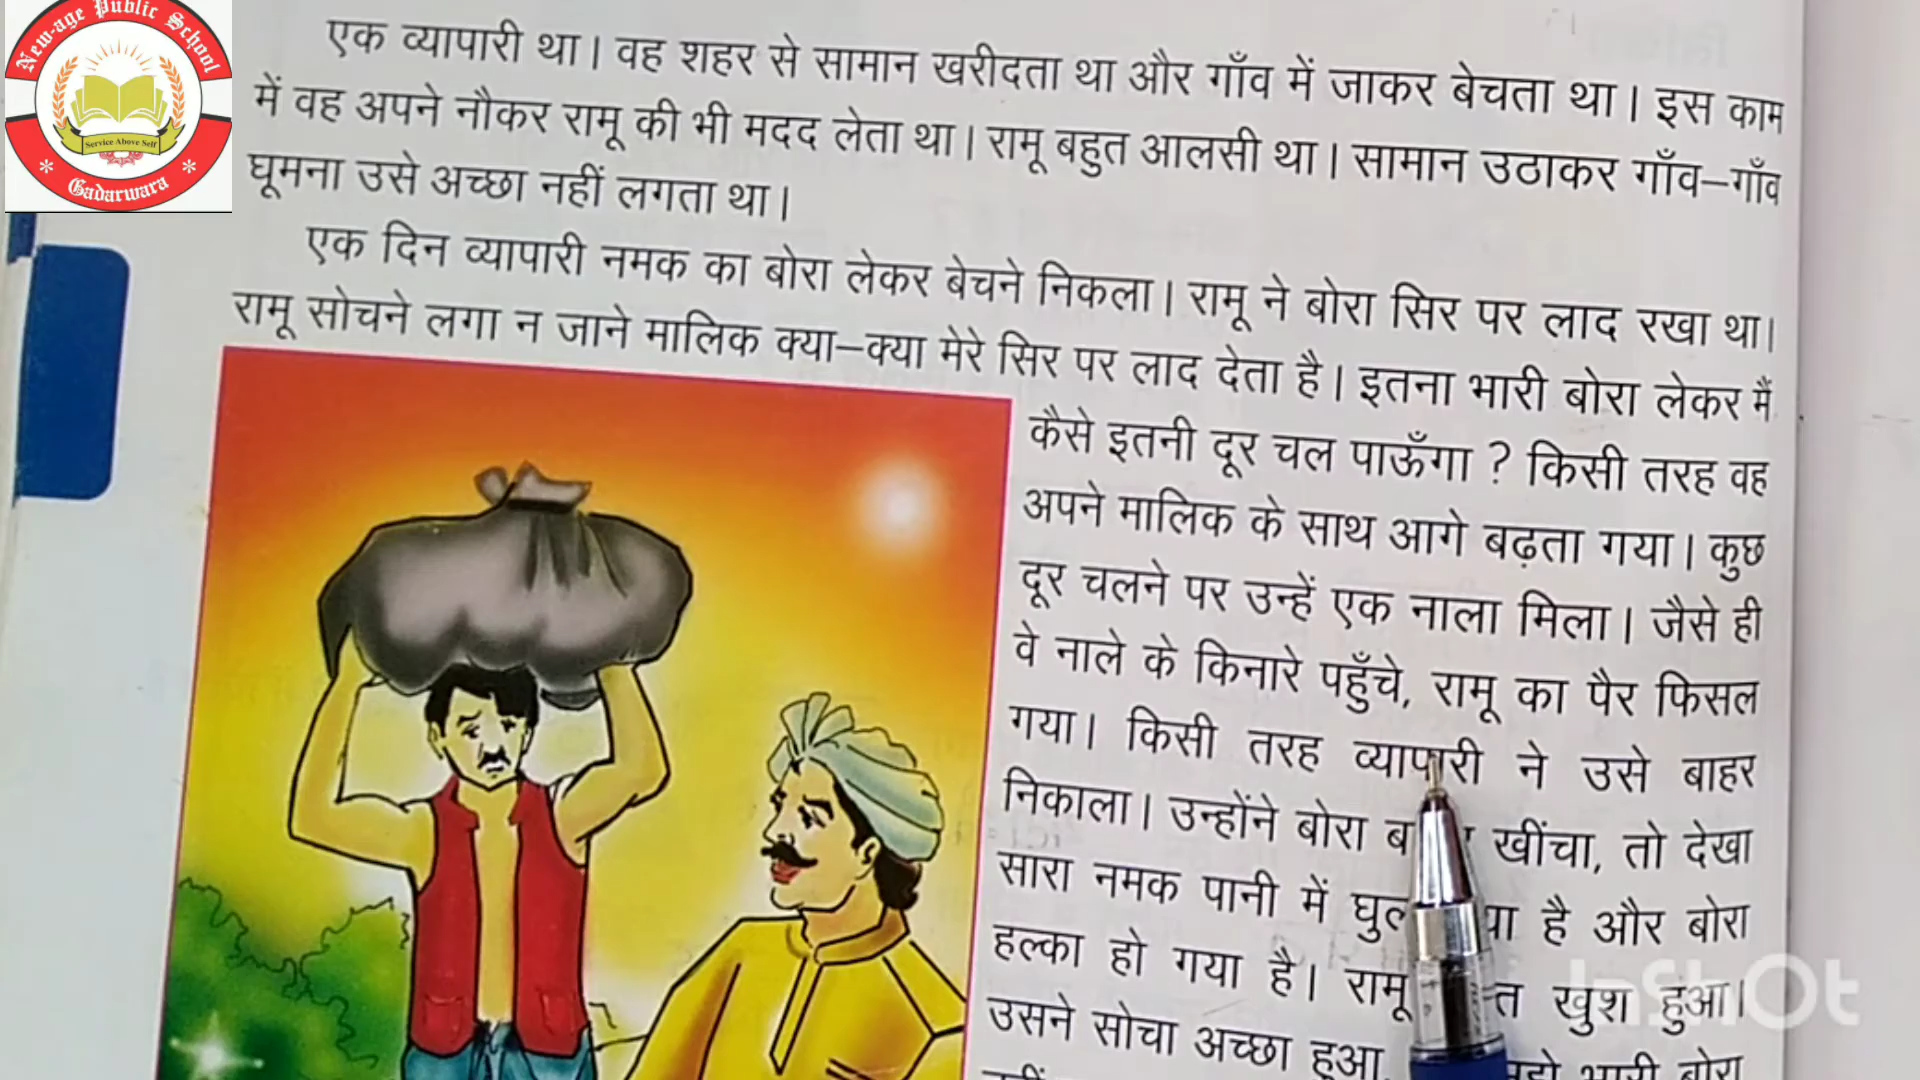 New-age Public School
Service Above Self
Gadarwara
एक व्यापारी था। वह शहर से सामान खरीदता था और गाँव में जाकर बेचता था। इस काम
में वह अपने नौकर रामू की भी मदद लेता था। रामू बहुत आलसी था। सामान उठाकर गाँव–गाँव
घूमना उसे अच्छा नहीं लगता था।
एक दिन व्यापारी नमक का बोरा लेकर बेचने निकला। रामू ने बोरा सिर पर लाद रखा था।
रामू सोचने लगा न जाने मालिक क्या–क्या मेरे सिर पर लाद देता है। इतना भारी बोरा लेकर मैं
कैसे इतनी दूर चल पाऊँगा ? किसी तरह वह
अपने मालिक के साथ आगे बढ़ता गया। कुछ
दूर चलने पर उन्हें एक नाला मिला। जैसे ही
वे नाले के किनारे पहुँचे, रामू का पैर फिसल
गया। किसी तरह व्यापारी ने उसे बाहर
निकाला। उन्होंने बोरा खींचा, तो देखा
सारा नमक पानी में है और बोरा
हल्का हो गया है। रामू खुश हुआ।
उसने सोचा अच्छा हुआ, भारी बोरा
InShOt